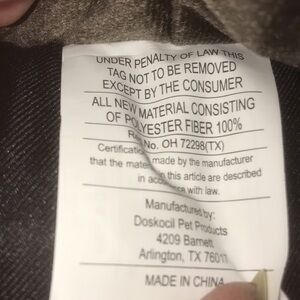 UNDER PENALTY OF LAW THIS
TAG NOT TO BE REMOVED
EXCEPT BY THE CONSUMER
ALL NEW MATERIAL CONSISTING
OF POLYESTER FIBER 100%
No. OH 72298(TX)
that the made by the manufacturer
in this article are described
in with law.
Manufactured by:
Doskocil Pet Products
4209 Barnett
Arlington, TX 76017
MADE IN CHINA